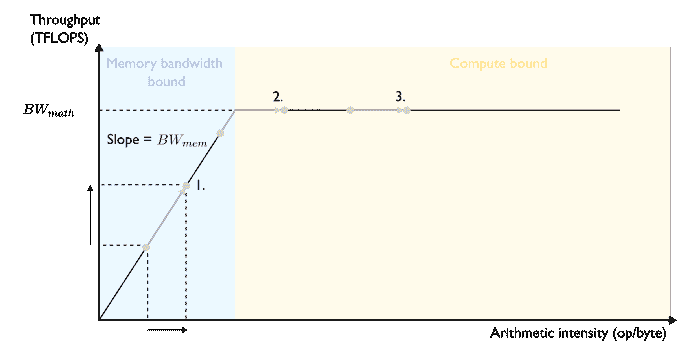 Throughput
(TFLOPS)
Memory bandwidth
bound
Compute bound
2.
3.
BW_math
Slope = BW_mem
1.
Arithmetic intensity (op/byte)